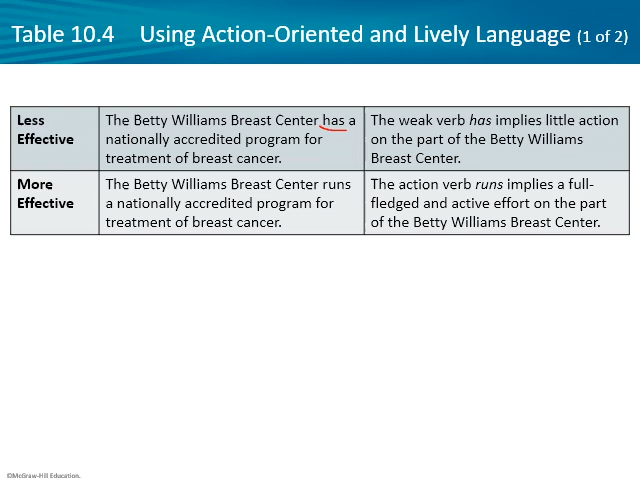 Table 10.4 Using Action-Oriented and Lively Language (1 of 2)
Less
Effective
The Betty Williams Breast Center has a
nationally accredited program for
treatment of breast cancer.
The weak verb has implies little action
on the part of the Betty Williams
Breast Center.
More
Effective
The Betty Williams Breast Center runs
a nationally accredited program for
treatment of breast cancer.
The action verb runs implies a full-
fledged and active effort on the part
of the Betty Williams Breast Center.
©McGraw-Hill Education.